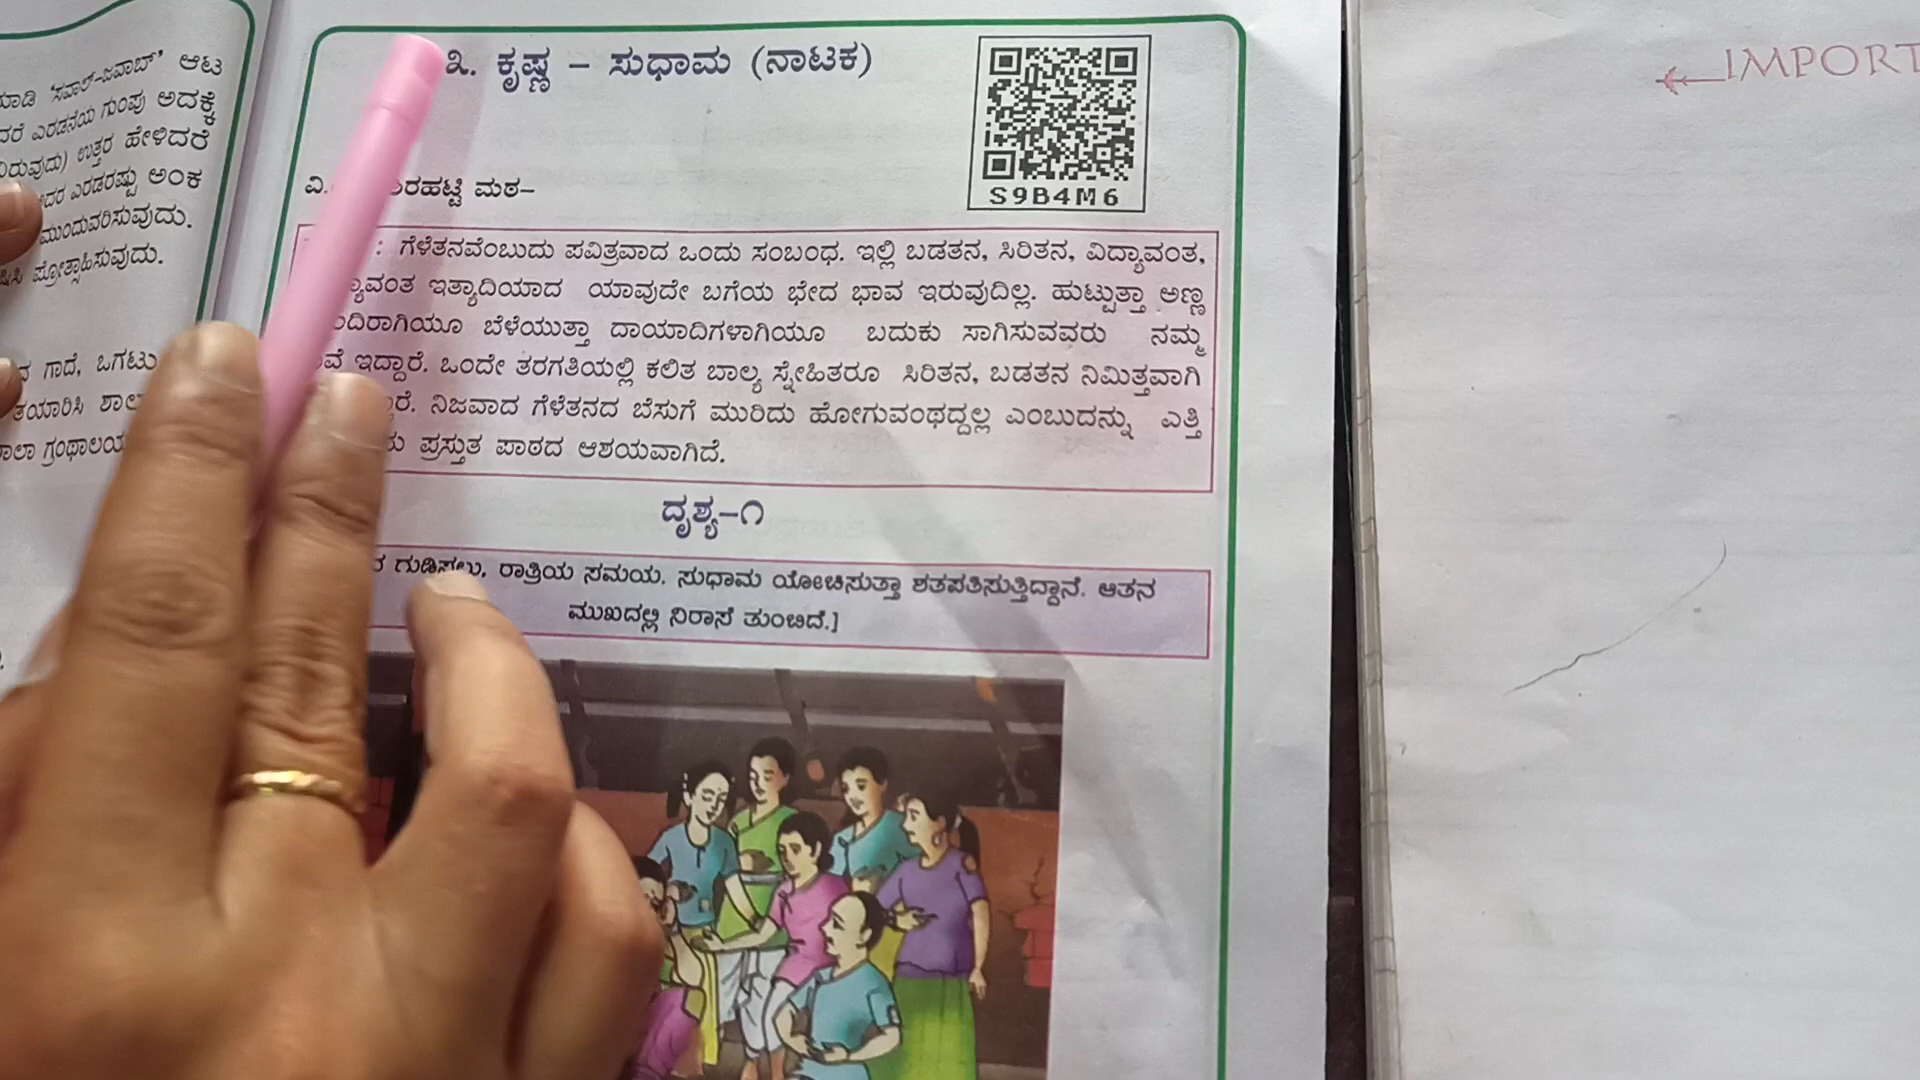 'ಸವಾಲ್-ಜವಾಬ್' ಆಟ
ಎರಡನೆಯ ಗುಂಪು ಅದಕ್ಕೆ
ಉತ್ತರ ಹೇಳಿದರೆ
ಎರಡರಷ್ಟು ಅಂಕ
ಮುಂದುವರಿಸುವುದು.
ಪ್ರೋತ್ಸಾಹಿಸುವುದು.
ಗಾದೆ, ಒಗಟು
ತಯಾರಿಸಿ
ಗ್ರಂಥಾಲಯ
೩. ಕೃಷ್ಣ – ಸುಧಾಮ (ನಾಟಕ)
S9B4M6
ಮಠ–
: ಗೆಳೆತನವೆಂಬುದು ಪವಿತ್ರವಾದ ಒಂದು ಸಂಬಂಧ. ಇಲ್ಲಿ ಬಡತನ, ಸಿರಿತನ, ವಿದ್ಯಾವಂತ,
ಇತ್ಯಾದಿಯಾದ ಯಾವುದೇ ಬಗೆಯ ಭೇದ ಭಾವ ಇರುವುದಿಲ್ಲ. ಹುಟ್ಟುತ್ತಾ ಅಣ್ಣ
ಬೆಳೆಯುತ್ತಾ ದಾಯಾದಿಗಳಾಗಿಯೂ ಬದುಕು ಸಾಗಿಸುವವರು ನಮ್ಮ
ಇದ್ದಾರೆ. ಒಂದೇ ತರಗತಿಯಲ್ಲಿ ಕಲಿತ ಬಾಲ್ಯ ಸ್ನೇಹಿತರೂ ಸಿರಿತನ, ಬಡತನ ನಿಮಿತ್ತವಾಗಿ
ನಿಜವಾದ ಗೆಳೆತನದ ಬೆಸುಗೆ ಮುರಿದು ಹೋಗುವಂಥದ್ದಲ್ಲ ಎಂಬುದನ್ನು ಎತ್ತಿ
ಪ್ರಸ್ತುತ ಪಾಠದ ಆಶಯವಾಗಿದೆ.
ದೃಶ್ಯ–೧
ಗುಡಿಸಲು, ರಾತ್ರಿಯ ಸಮಯ. ಸುಧಾಮ ಯೋಚಿಸುತ್ತಾ ಶತಪತಿಸುತ್ತಿದ್ದಾನೆ. ಆತನ
ಮುಖದಲ್ಲಿ ನಿರಾಸೆ ತುಂಬಿದೆ.]